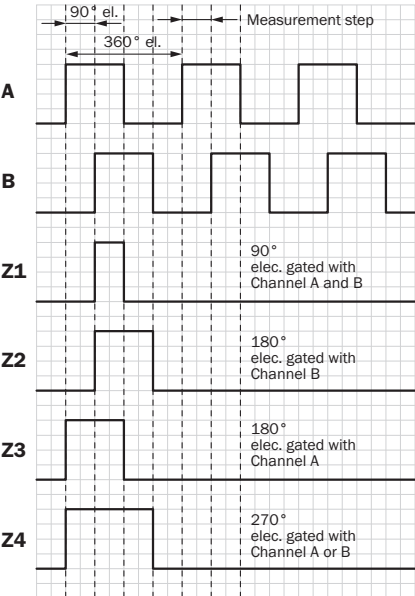 90° el.
Measurement step
360° el.
A
B
Z1
90°
elec. gated with
Channel A and B
Z2
180°
elec. gated with
Channel B
Z3
180°
elec. gated with
Channel A
Z4
270°
elec. gated with
Channel A or B